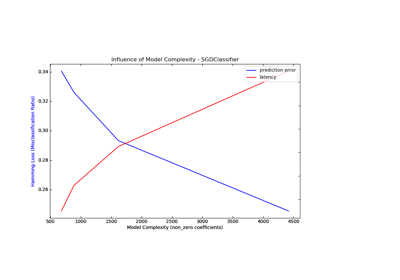 Influence of Model Complexity - SGDClassifier
prediction error
latency
0.34
0.32
0.30
0.28
0.26
Hamming Loss (Misclassification Ratio)
500 1000 1500 2000 2500 3000 3500 4000 4500
Model Complexity (non_zero coefficients)